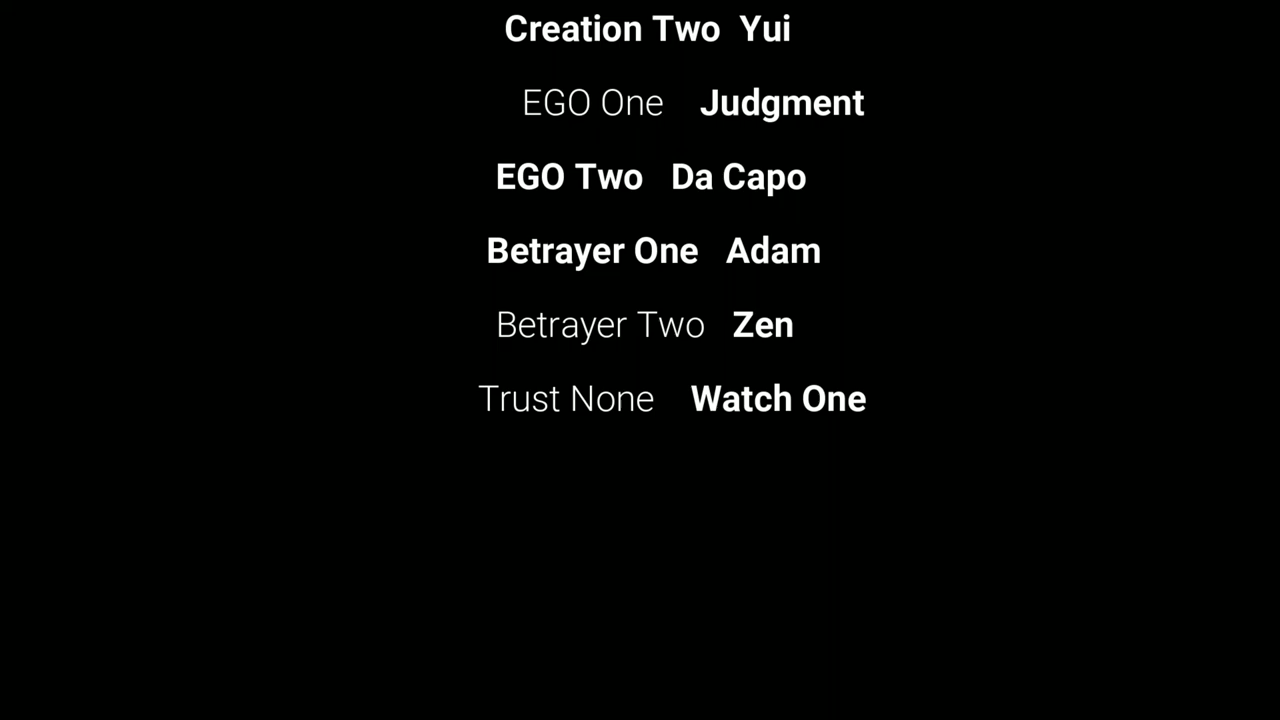 Creation Two Yui
EGO One Judgment
EGO Two Da Capo
Betrayer One Adam
Betrayer Two Zen
Trust None Watch One